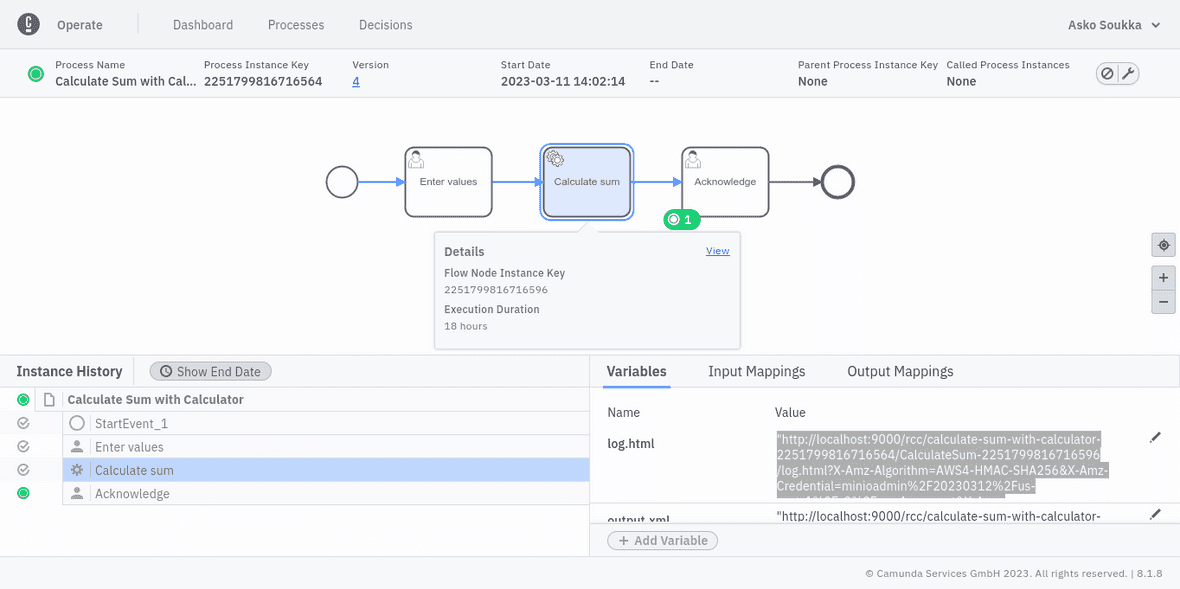 Operate
Dashboard
Processes
Decisions
Asko Soukka
Process Name
Calculate Sum with Cal...
Process Instance Key
2251799816716564
Version
4
Start Date
2023-03-11 14:02:14
End Date
--
Parent Process Instance Key
None
Called Process Instances
None
Enter values
Calculate sum
Acknowledge
1
Details
View
Flow Node Instance Key
2251799816716596
Execution Duration
18 hours
Instance History
Show End Date
Calculate Sum with Calculator
StartEvent_1
Enter values
Calculate sum
Acknowledge
Variables
Input Mappings
Output Mappings
Name
Value
log.html
"http://localhost:9000/rcc/calculate-sum-with-calculator-
2251799816716564/CalculateSum-2251799816716596
/log.html?X-Amz-Algorithm=AWS4-HMAC-SHA256&X-Amz-
Credential=minioadmin%2F20230312%2Fus-
output.xml
"http://localhost:9000/rcc/calculate-sum-with-calculator-
+ Add Variable
© Camunda Services GmbH 2023. All rights reserved. | 8.1.8